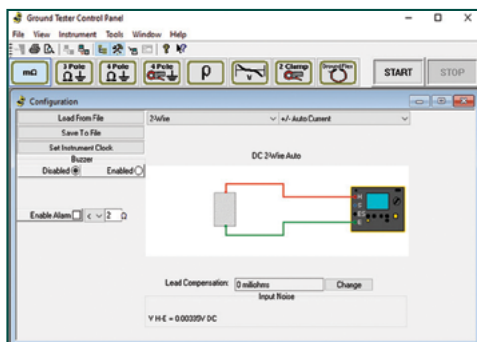 Ground Tester Control Panel
File View Instrument Tools Window Help
mΩ 3 Pole Ω 4 Pole Ω 4 Pole ρ V 2 Clamp GroundFlex START STOP
Configuration
Load From File 2-Wire +/- Auto Current
Save To File
Set Instrument Clock
Buzzer DC 2-Wire Auto
Disabled Enabled
H
S
ES
E
Enable Alarm < 2 Ω
Lead Compensation: 0 milliohms Change
Input Noise
V H-E = 0.00335V DC